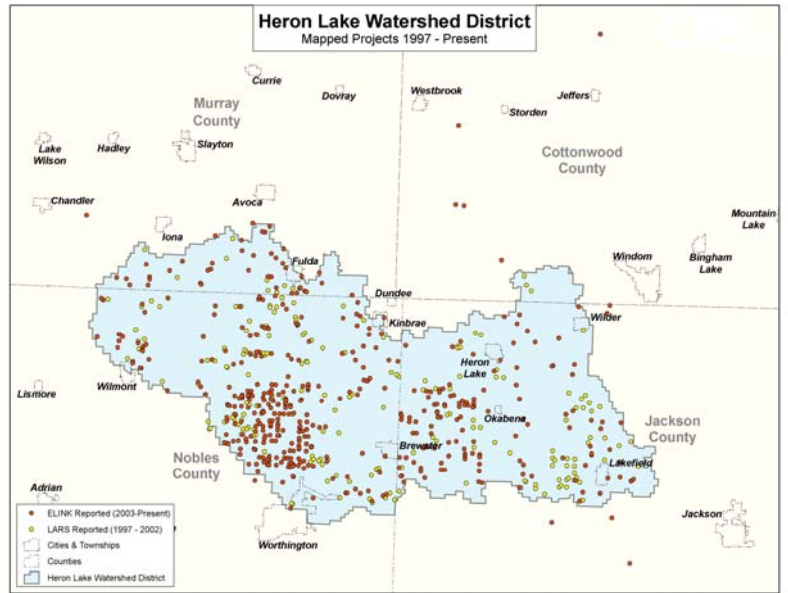 Heron Lake Watershed District
Mapped Projects 1997 - Present
Currie
Dovray
Westbrook
Jeffers
Storden
Murray
County
Cottonwood
County
Lake
Wilson
Hadley
Slayton
Chandler
Avoca
Iona
Mountain
Lake
Windom
Bingham
Lake
Fulda
Dundee
Kinbrae
Wilder
Heron
Lake
Lismore
Wilmont
Okabena
Jackson
County
Nobles
County
Brewster
Lakefield
Adrian
Worthington
Jackson
ELINK Reported (2003-Present)
LARS Reported (1997 - 2002)
Cities & Townships
Counties
Heron Lake Watershed District